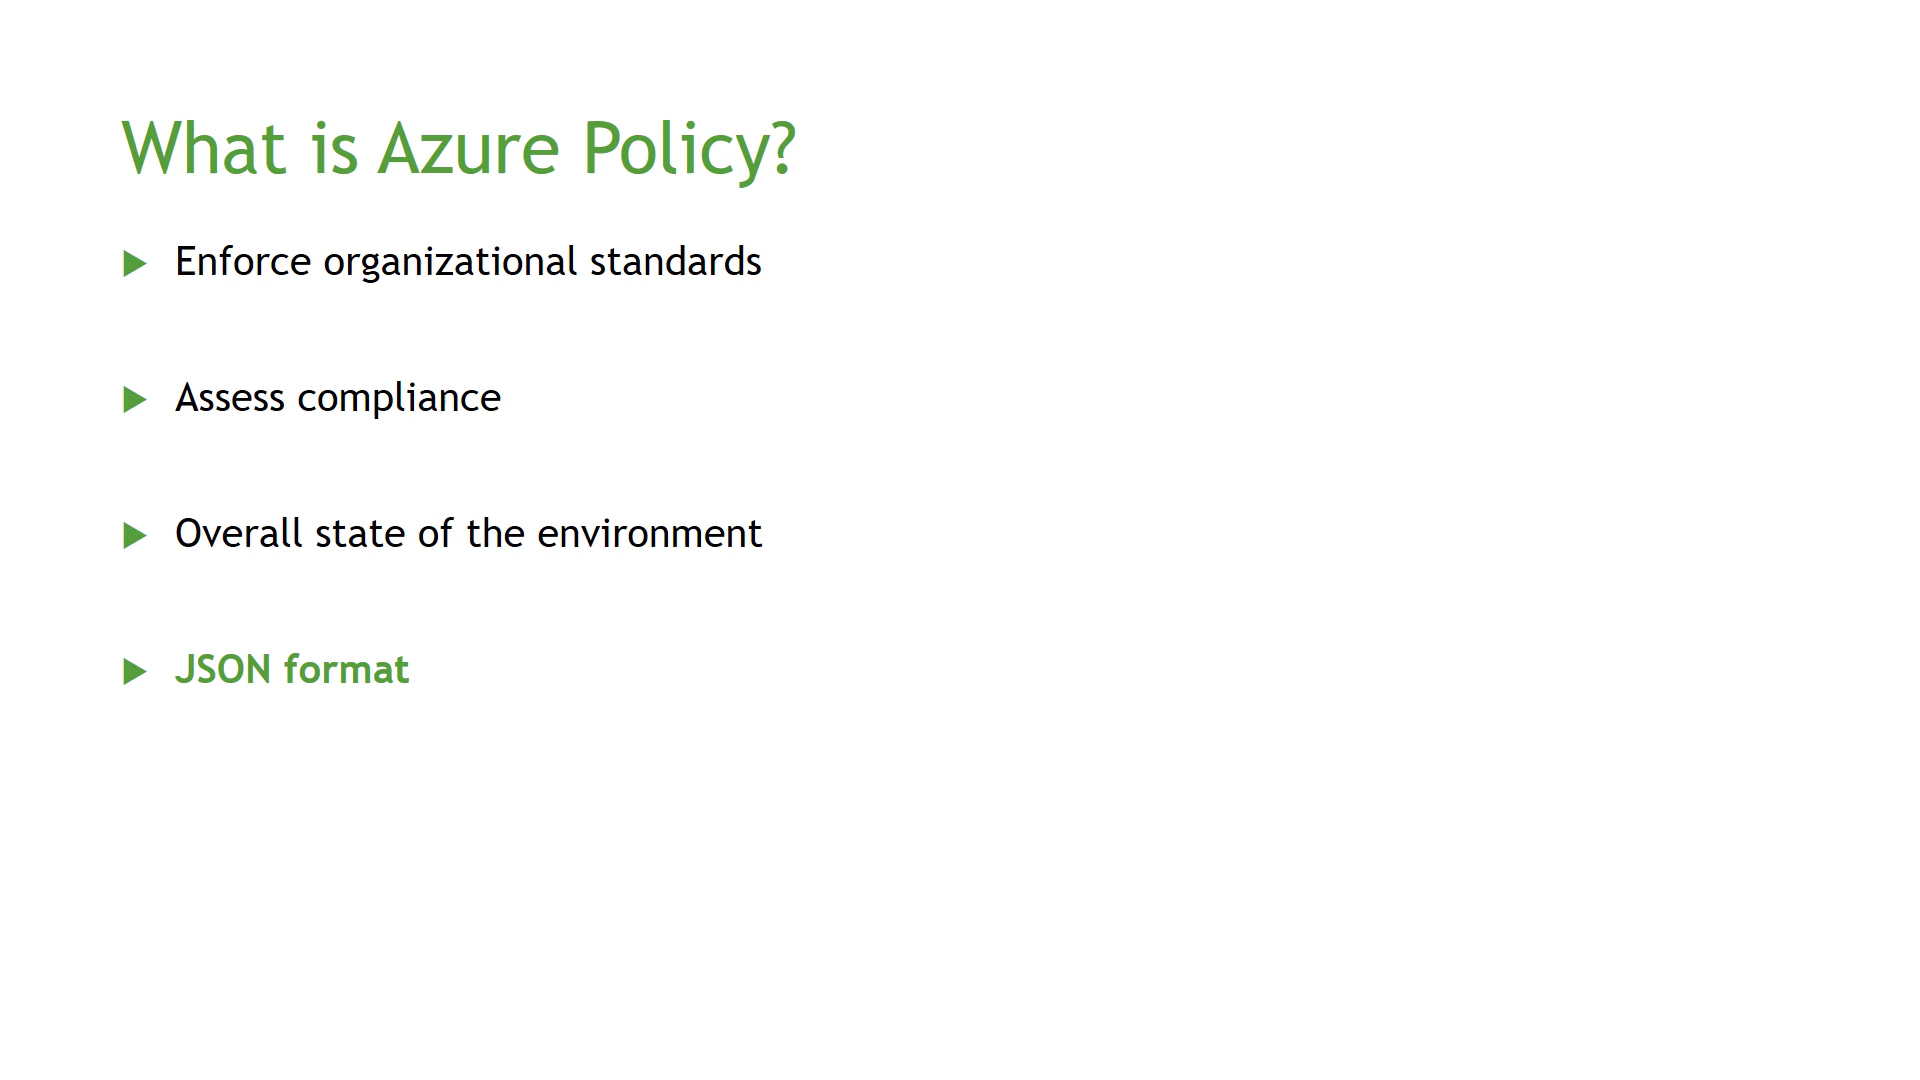 What is Azure Policy?
Enforce organizational standards
Assess compliance
Overall state of the environment
JSON format